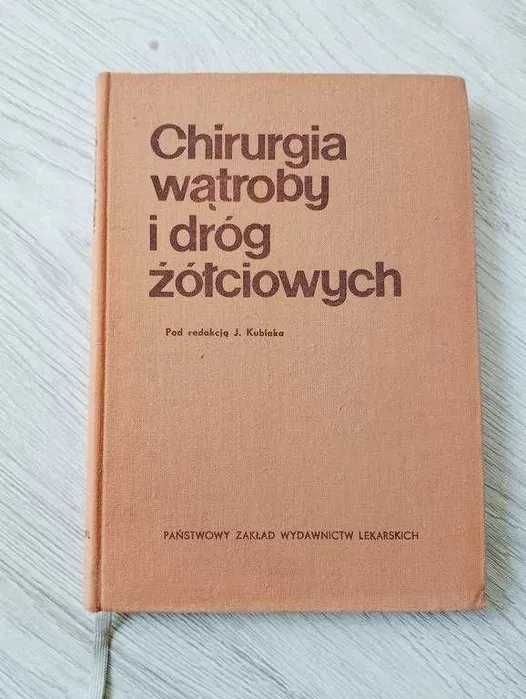 Chirurgia
wątroby
i dróg
żółciowych
Pod redakcją J. Kubiaka
PAŃSTWOWY ZAKŁAD WYDAWNICTW LEKARSKICH